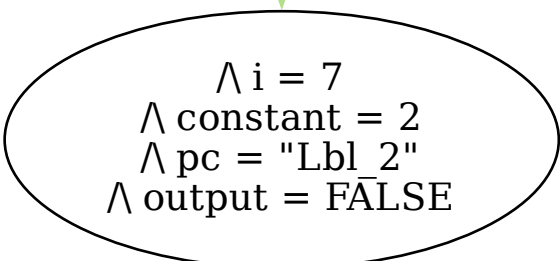 /\ i = 7
/\ constant = 2
/\ pc = "Lbl_2"
/\ output = FALSE